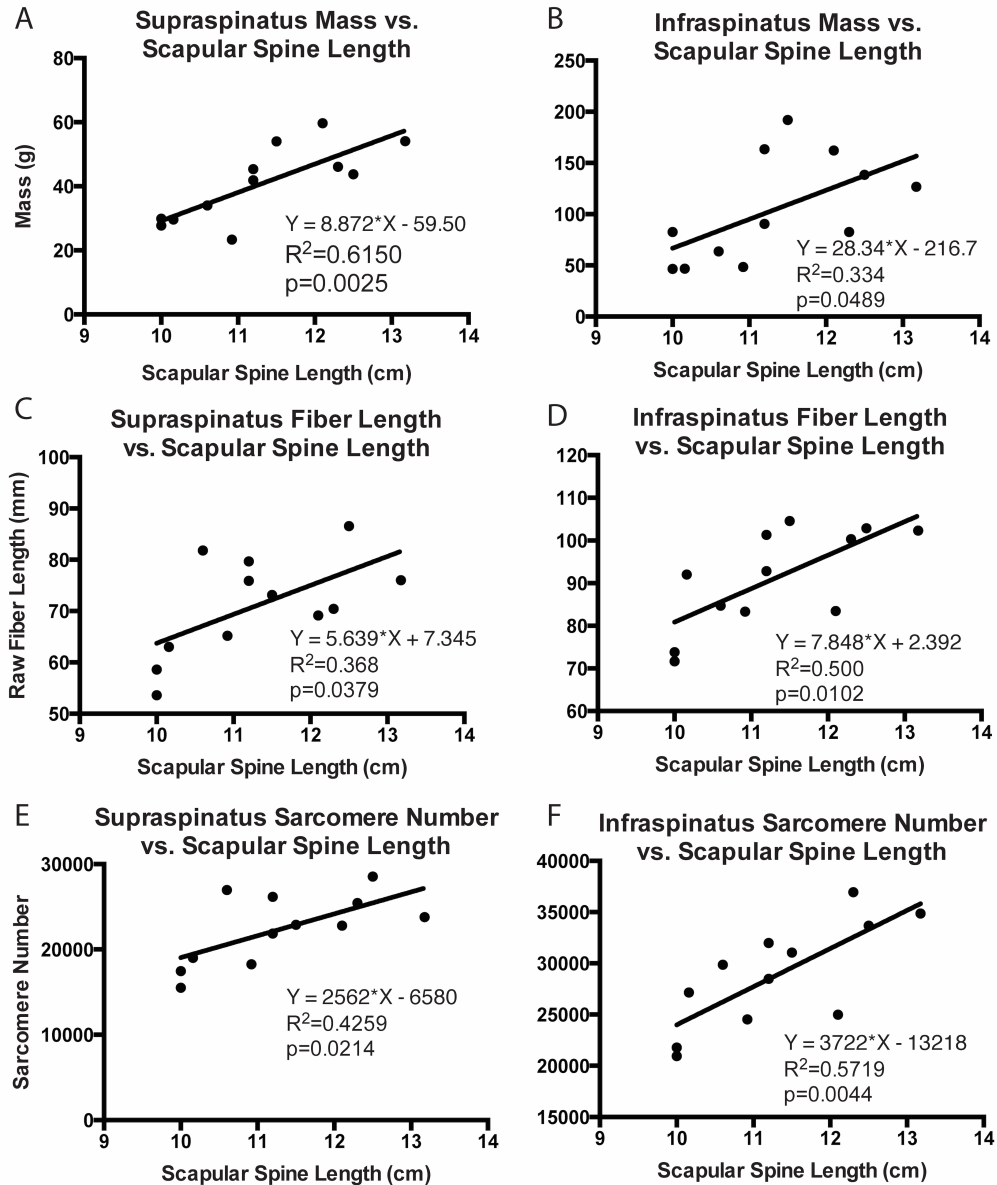 A
Supraspinatus Mass vs.
Scapular Spine Length
80
60
40
20
0
Mass (g)
Y = 8.872*X - 59.50
R²=0.6150
p=0.0025
9 10 11 12 13 14
Scapular Spine Length (cm)
B
Infraspinatus Mass vs.
Scapular Spine Length
250
200
150
100
50
0
Y = 28.34*X - 216.7
R²=0.334
p=0.0489
9 10 11 12 13 14
Scapular Spine Length (cm)
C
Supraspinatus Fiber Length
vs. Scapular Spine Length
100
90
80
70
60
50
Raw Fiber Length (mm)
Y = 5.639*X + 7.345
R²=0.368
p=0.0379
9 10 11 12 13 14
Scapular Spine Length (cm)
D
Infraspinatus Fiber Length
vs. Scapular Spine Length
120
110
100
90
80
70
60
Y = 7.848*X + 2.392
R²=0.500
p=0.0102
9 10 11 12 13 14
Scapular Spine Length (cm)
E
Supraspinatus Sarcomere Number
vs. Scapular Spine Length
30000
20000
10000
0
Sarcomere Number
Y = 2562*X - 6580
R²=0.4259
p=0.0214
9 10 11 12 13 14
Scapular Spine Length (cm)
F
Infraspinatus Sarcomere Number
vs. Scapular Spine Length
40000
35000
30000
25000
20000
15000
Y = 3722*X - 13218
R²=0.5719
p=0.0044
9 10 11 12 13 14
Scapular Spine Length (cm)